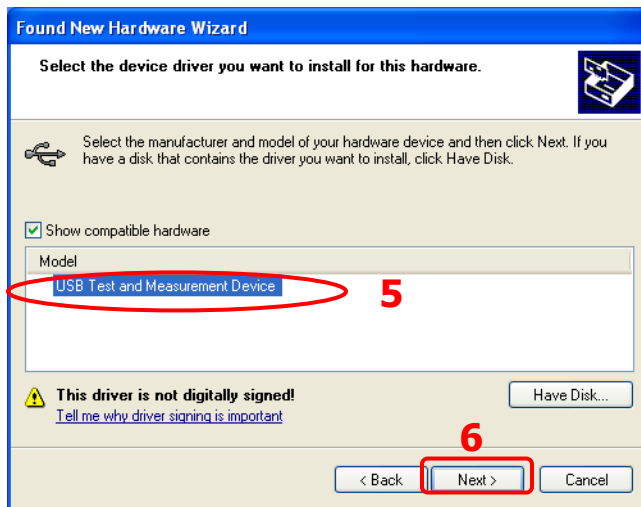 Found New Hardware Wizard
Select the device driver you want to install for this hardware.
Select the manufacturer and model of your hardware device and then click Next. If you
have a disk that contains the driver you want to install, click Have Disk.
Show compatible hardware
Model
USB Test and Measurement Device
5
This driver is not digitally signed!
Tell me why driver signing is important
Have Disk...
6
< Back
Next >
Cancel